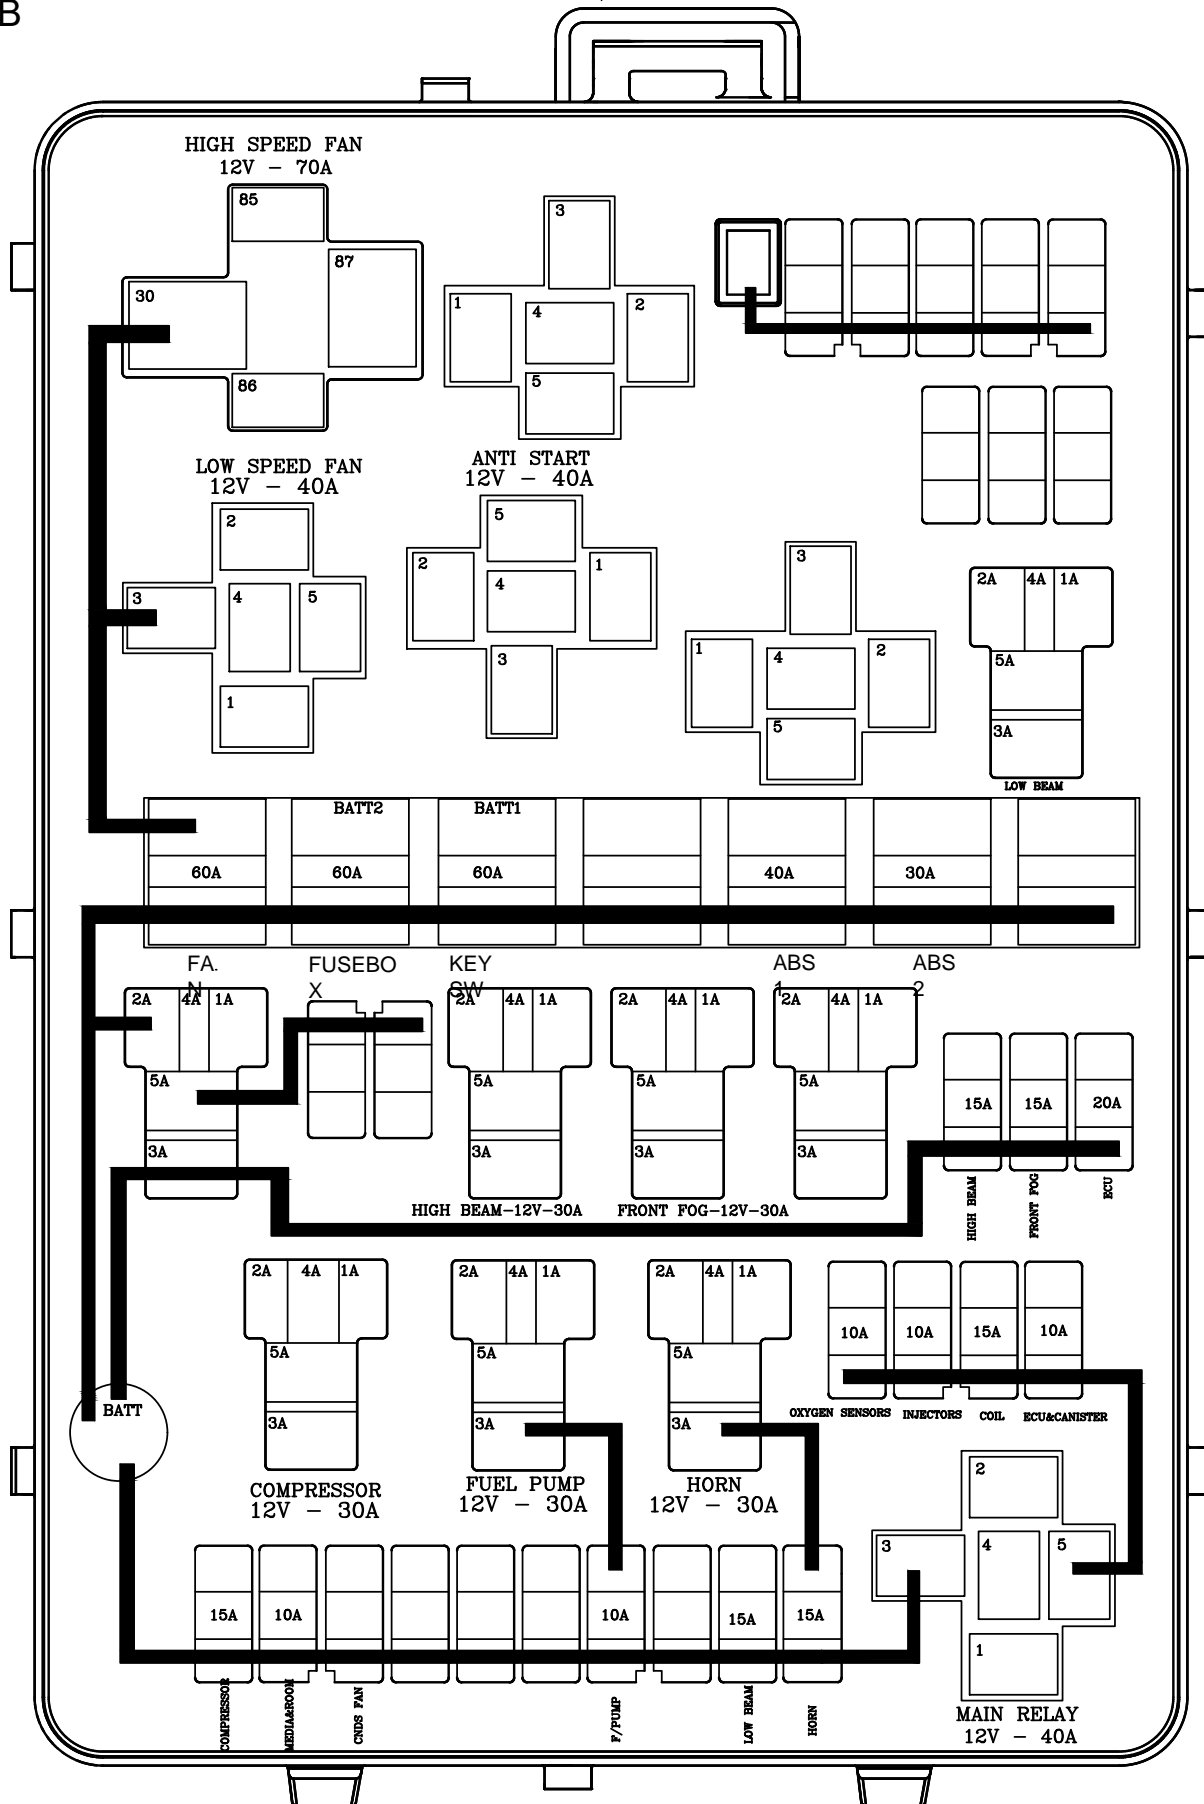 B
HIGH SPEED FAN
12V - 70A
85
87
30
86
3
1
4
2
5
LOW SPEED FAN
12V - 40A
2
3
4
5
1
ANTI START
12V - 40A
5
2
4
1
3
3
1
4
2
5
2A 4A 1A
5A
3A
LOW BEAM
BATT2 BATT1
60A 60A 60A 40A 30A
FA.
N
FUSEBO
X
KEY
SW
ABS
1
ABS
2
2A 4A 1A
5A
3A
2A 4A 1A
5A
3A
HIGH BEAM-12V-30A
2A 4A 1A
5A
3A
FRONT FOG-12V-30A
2A 4A 1A
5A
3A
15A 15A 20A
HIGH BEAM
FRONT FOG
ECU
2A 4A 1A
5A
3A
COMPRESSOR
12V - 30A
2A 4A 1A
5A
3A
FUEL PUMP
12V - 30A
2A 4A 1A
5A
3A
HORN
12V - 30A
10A 10A 15A 10A
OXYGEN SENSORS INJECTORS COIL ECU&CANISTER
BATT
2
3
4
5
1
MAIN RELAY
12V - 40A
15A 10A 10A 15A 15A
COMPRESSOR
MEDIA&ROOM
CNDS FAN
F/PUMP
LOW BEAM
HORN